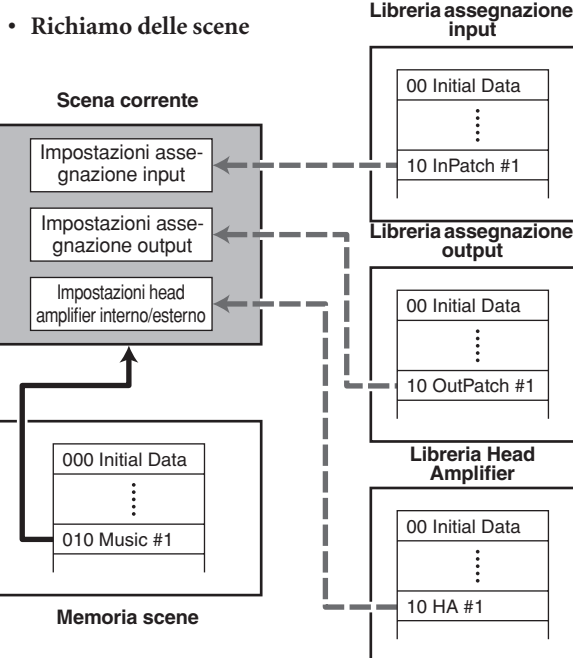 • Richiamo delle scene
Scena corrente
Impostazioni asse-
gnazione input
Impostazioni asse-
gnazione output
Impostazioni head
amplifier interno/esterno
000 Initial Data
010 Music #1
Memoria scene
Libreria assegnazione
input
00 Initial Data
10 InPatch #1
Libreria assegnazione
output
00 Initial Data
10 OutPatch #1
Libreria Head
Amplifier
00 Initial Data
10 HA #1